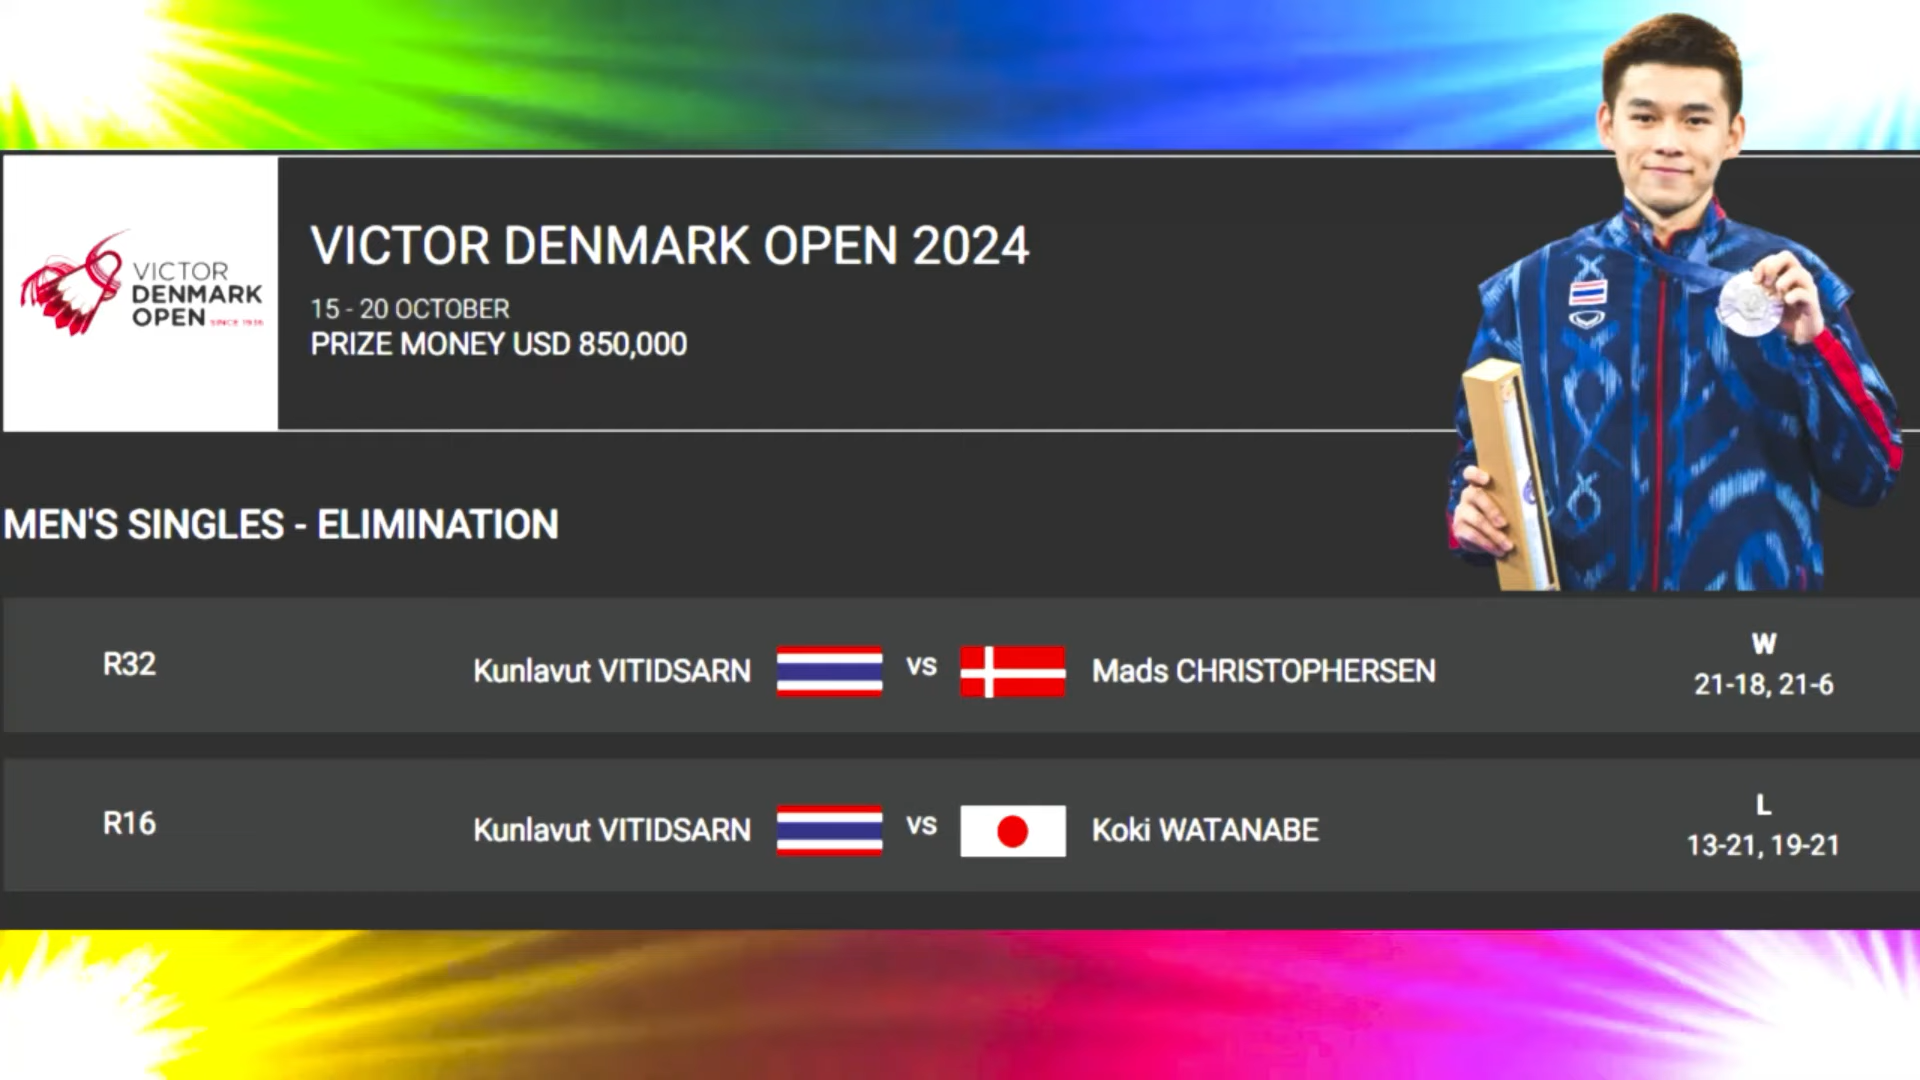 VICTOR
DENMARK
OPEN SINCE 1936
VICTOR DENMARK OPEN 2024
15 - 20 OCTOBER
PRIZE MONEY USD 850,000
MEN'S SINGLES - ELIMINATION
R32 Kunlavut VITIDSARN vs Mads CHRISTOPHERSEN W
21-18, 21-6
R16 Kunlavut VITIDSARN vs Koki WATANABE L
13-21, 19-21